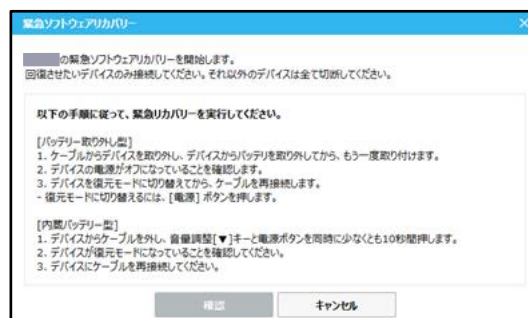 緊急ソフトウェアリカバリー
の緊急ソフトウェアリカバリーを開始します。
回復させたいデバイスのみ接続してください。それ以外のデバイスは全て切断してください。
以下の手順に従って、緊急リカバリーを実行してください。
[バッテリー取り外し型]
1. ケーブルからデバイスを取り外し、デバイスからバッテリを取り外してから、もう一度取り付けます。
2. デバイスの電源がオフになっていることを確認します。
3. デバイスを復元モードに切り替えてから、ケーブルを再接続します。
- 復元モードに切り替えるには、[電源] ボタンを押します。
[内蔵バッテリー型]
1. デバイスからケーブルを外し、音量調整[▼]キーと電源ボタンを同時に少なくとも10秒間押します。
2. デバイスが復元モードになっていることを確認してください。
3. デバイスにケーブルを再接続してください。
確認
キャンセル